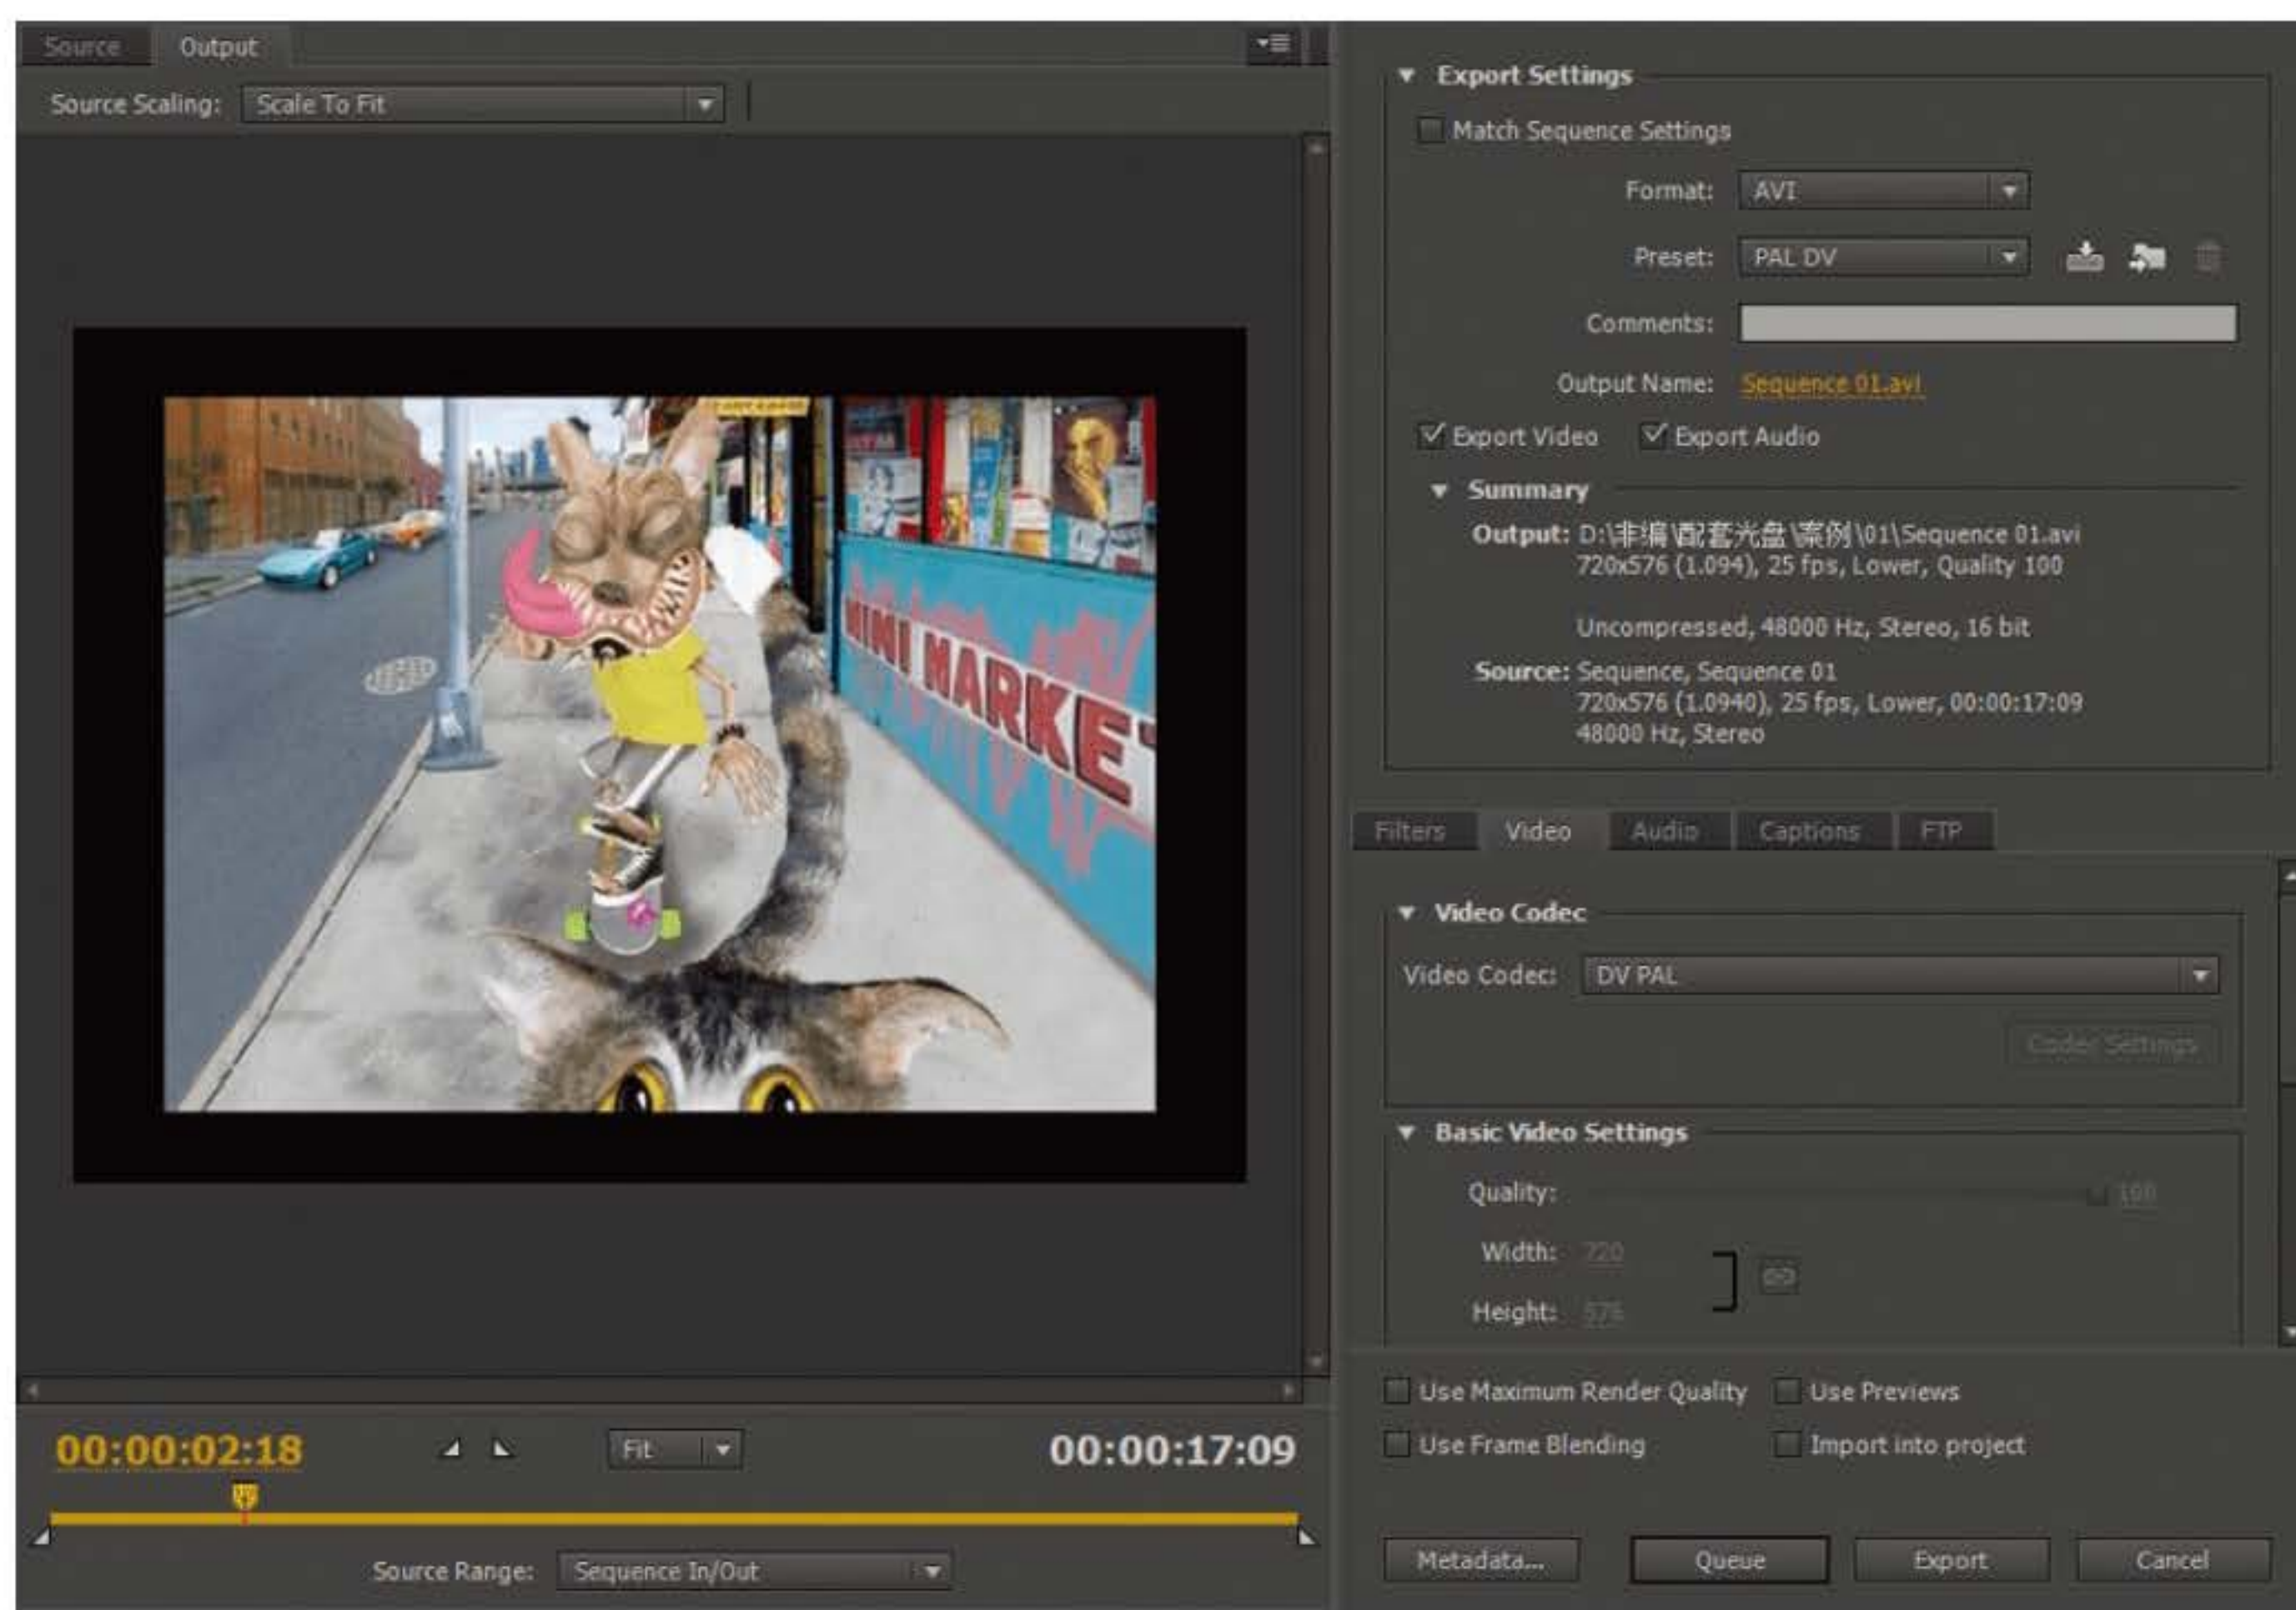 Source Output
Source Scaling: Scale To Fit
MINI MARKET
00:00:02:18 Fit 00:00:17:09
Source Range: Sequence In/Out
Export Settings
Match Sequence Settings
Format: AVI
Preset: PAL DV
Comments:
Output Name: Sequence 01.avi
Export Video Export Audio
Summary
Output: D:\非编\配套光盘\案例\01\Sequence 01.avi
720x576 (1.094), 25 fps, Lower, Quality 100
Uncompressed, 48000 Hz, Stereo, 16 bit
Source: Sequence, Sequence 01
720x576 (1.0940), 25 fps, Lower, 00:00:17:09
48000 Hz, Stereo
Filters Video Audio Captions FTP
Video Codec
Video Codec: DV PAL
Codec Settings
Basic Video Settings
Quality: 100
Width: 720
Height: 576
Use Maximum Render Quality Use Previews
Use Frame Blending Import into project
Metadata... Queue Export Cancel